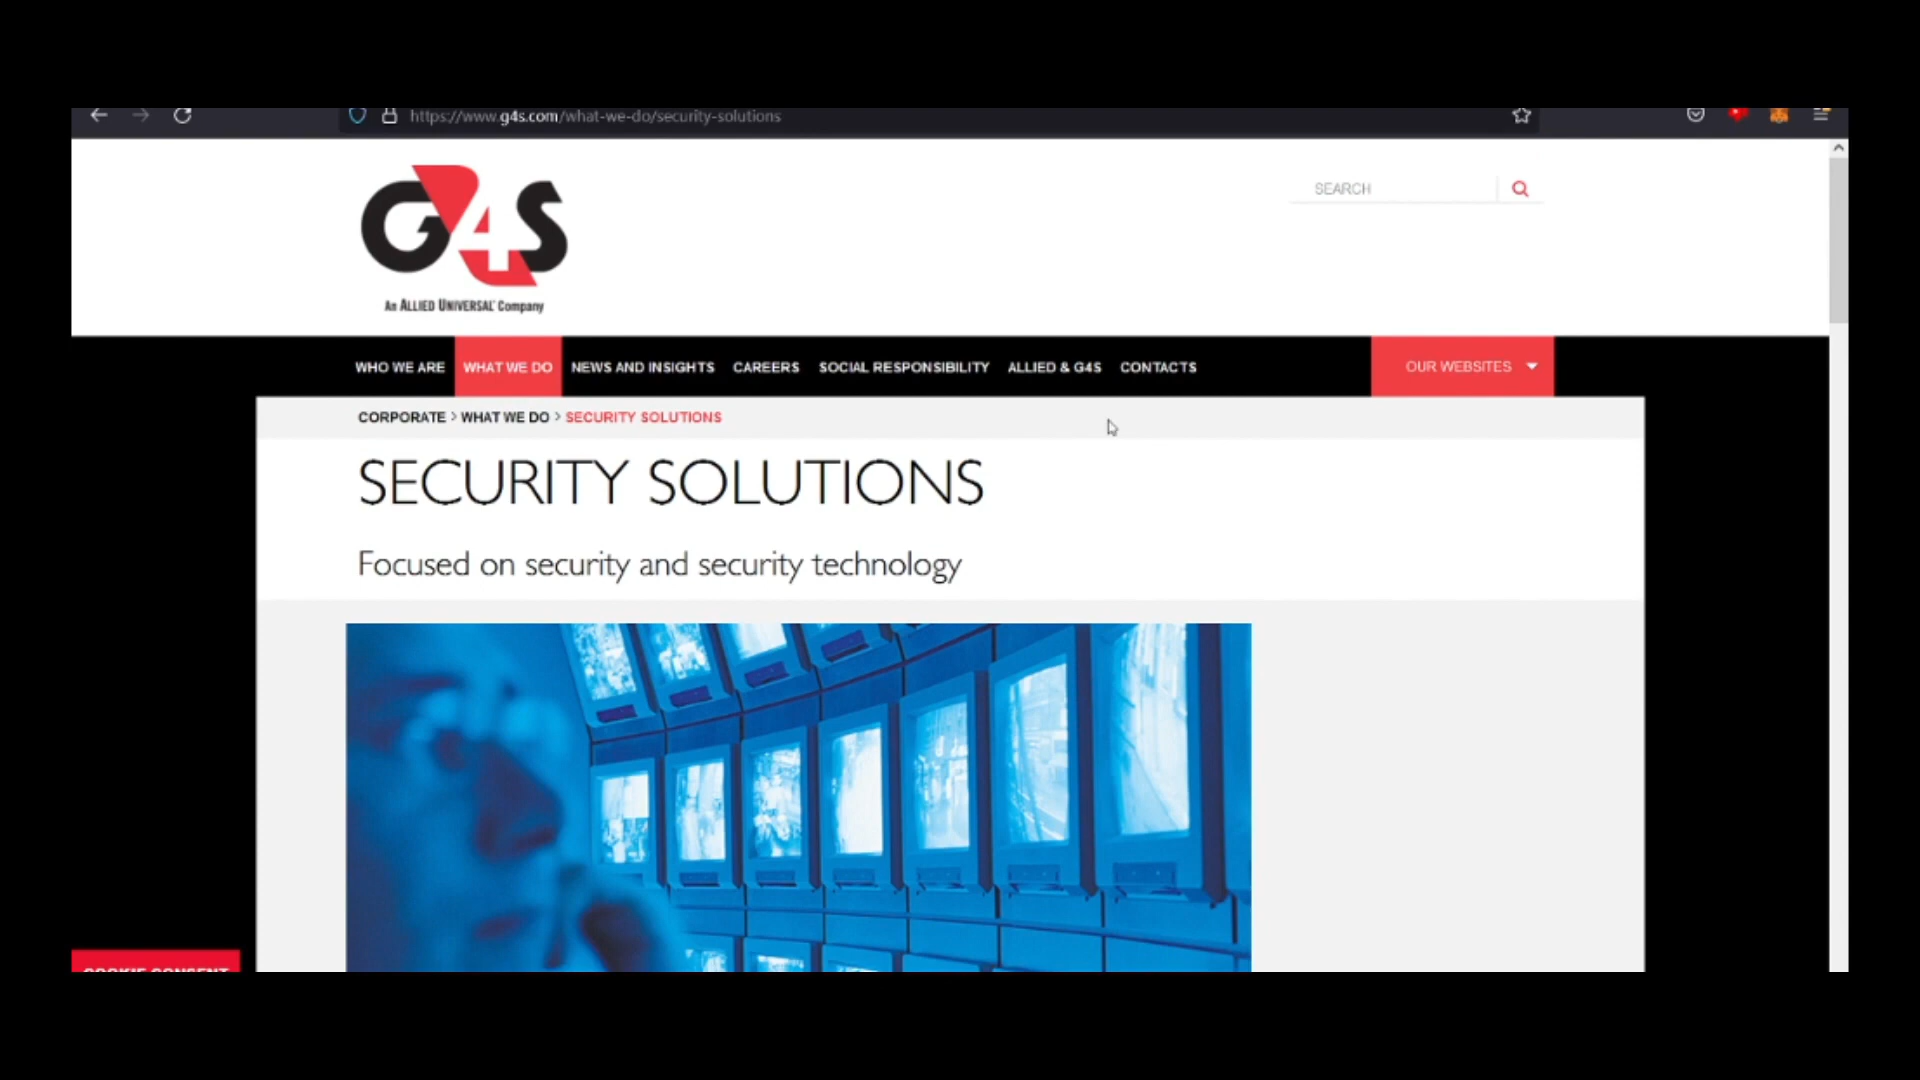 https://www.g4s.com/what-we-do/security-solutions
G4S
An ALLIED UNIVERSAL Company
SEARCH
WHO WE ARE WHAT WE DO NEWS AND INSIGHTS CAREERS SOCIAL RESPONSIBILITY ALLIED & G4S CONTACTS OUR WEBSITES
CORPORATE > WHAT WE DO > SECURITY SOLUTIONS
SECURITY SOLUTIONS
Focused on security and security technology
COOKIE CONSENT